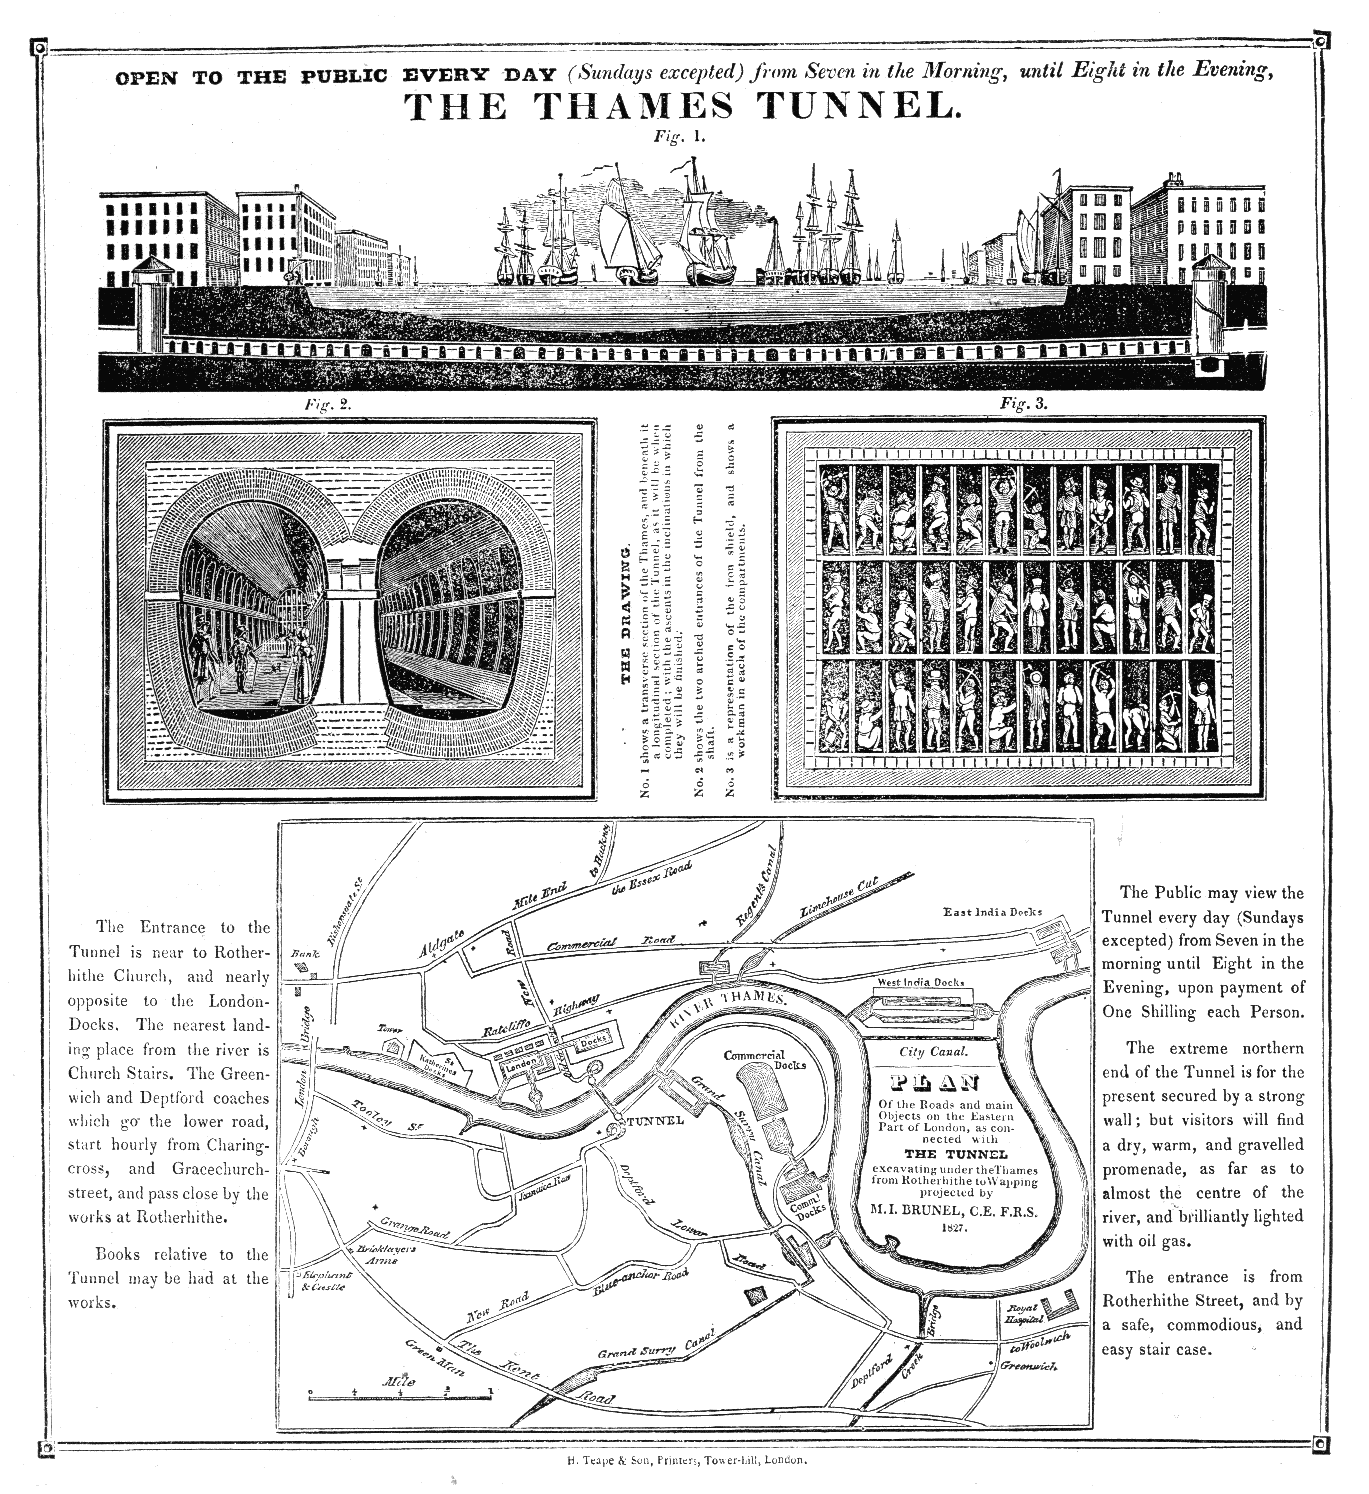 OPEN TO THE PUBLIC EVERY DAY (Sundays excepted) from Seven in the Morning, until Eight in the Evening,
THE THAMES TUNNEL.
Fig. 1.
Fig. 2.
Fig. 3.
THE DRAWING.
No. 1 shows a transverse section of the Thames, and beneath it
a longitudinal section of the Tunnel, as it will be when
completed; with the ascents in the inclinations in which
they will be finished.
No. 2 shows the two arched entrances of the Tunnel from the
shaft.
No. 3 is a representation of the iron shield, and shows a
workman in each of the compartments.
The Entrance to the
Tunnel is near to Rother-
hithe Church, and nearly
opposite to the London-
Docks. The nearest land-
ing place from the river is
Church Stairs. The Green-
wich and Deptford coaches
which go the lower road,
start hourly from Charing-
cross, and Gracechurch-
street, and pass close by the
works at Rotherhithe.
Books relative to the
Tunnel may be had at the
works.
Bishopsgate St
to Hackney
Mile End
the Essex Road
Regent's Canal
Limehouse Cut
East India Docks
Aldgate
Road
Commercial Road
Bank
New
West India Docks
Highway
Ratcliffe
RIVER THAMES.
Tower
St
Katherines
Docks
London
Docks
London Bridge
City Canal.
Commercial
Docks
Grand
Surry Canal
TUNNEL
Tooley St
Borough
PLAN
Of the Roads and main
Objects on the Eastern
Part of London, as con-
nected with
THE TUNNEL
excavating under the Thames
from Rotherhithe to Wapping
projected by
M.I. BRUNEL, C.E. F.R.S.
1827.
Deptford
Lower
Road
Comml
Docks
Grange Road
Bricklayers
Arms
Elephant
& Castle
Blue-anchor Road
New Road
Green Man
The Kent Road
Grand Surry Canal
Deptford
Creek
Bridge
Royal
Hospital
to Woolwich
Greenwich
Mile
0
1
The Public may view the
Tunnel every day (Sundays
excepted) from Seven in the
morning until Eight in the
Evening, upon payment of
One Shilling each Person.
The extreme northern
end of the Tunnel is for the
present secured by a strong
wall; but visitors will find
a dry, warm, and gravelled
promenade, as far as to
almost the centre of the
river, and brilliantly lighted
with oil gas.
The entrance is from
Rotherhithe Street, and by
a safe, commodious, and
easy stair case.
H. Teape & Son, Printers, Tower-hill, London.